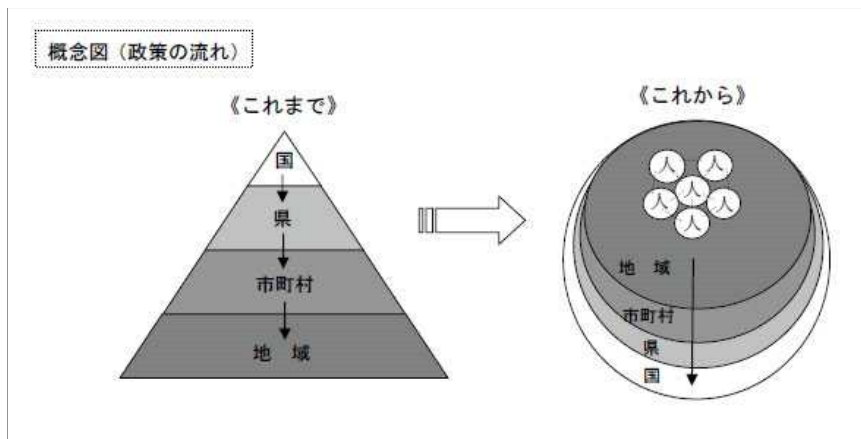 概念図（政策の流れ）
《これまで》
国
県
市町村
地　域
《これから》
人
人
人
人
人
人
地　域
市町村
県
国